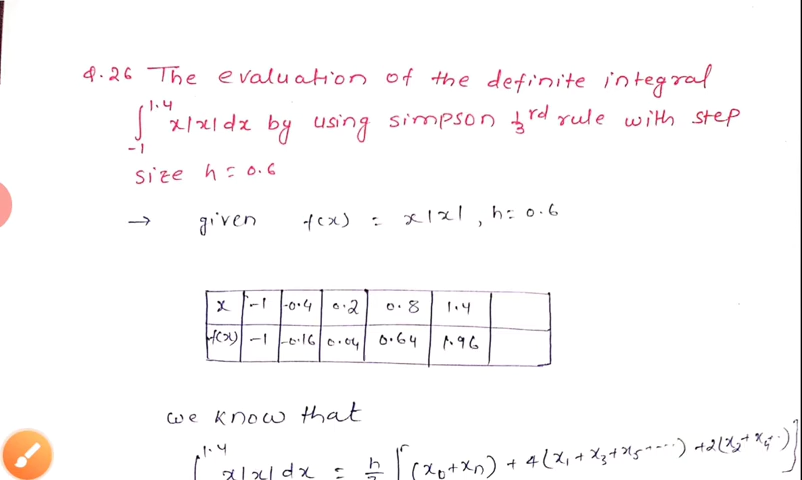 Q.26 The evaluation of the definite integral
∫₋₁^1.4 x|x|dx by using simpson 1/3rd rule with step
size h = 0.6
→ given f(x) = x|x| , h = 0.6
x -1 -0.4 0.2 0.8 1.4
f(x) -1 -0.16 0.04 0.64 1.96
we know that
∫^1.4 x|x|dx = h/3 [(x₀+xₙ) + 4(x₁+x₃+x₅+----) +2(x₂+x₄..)]